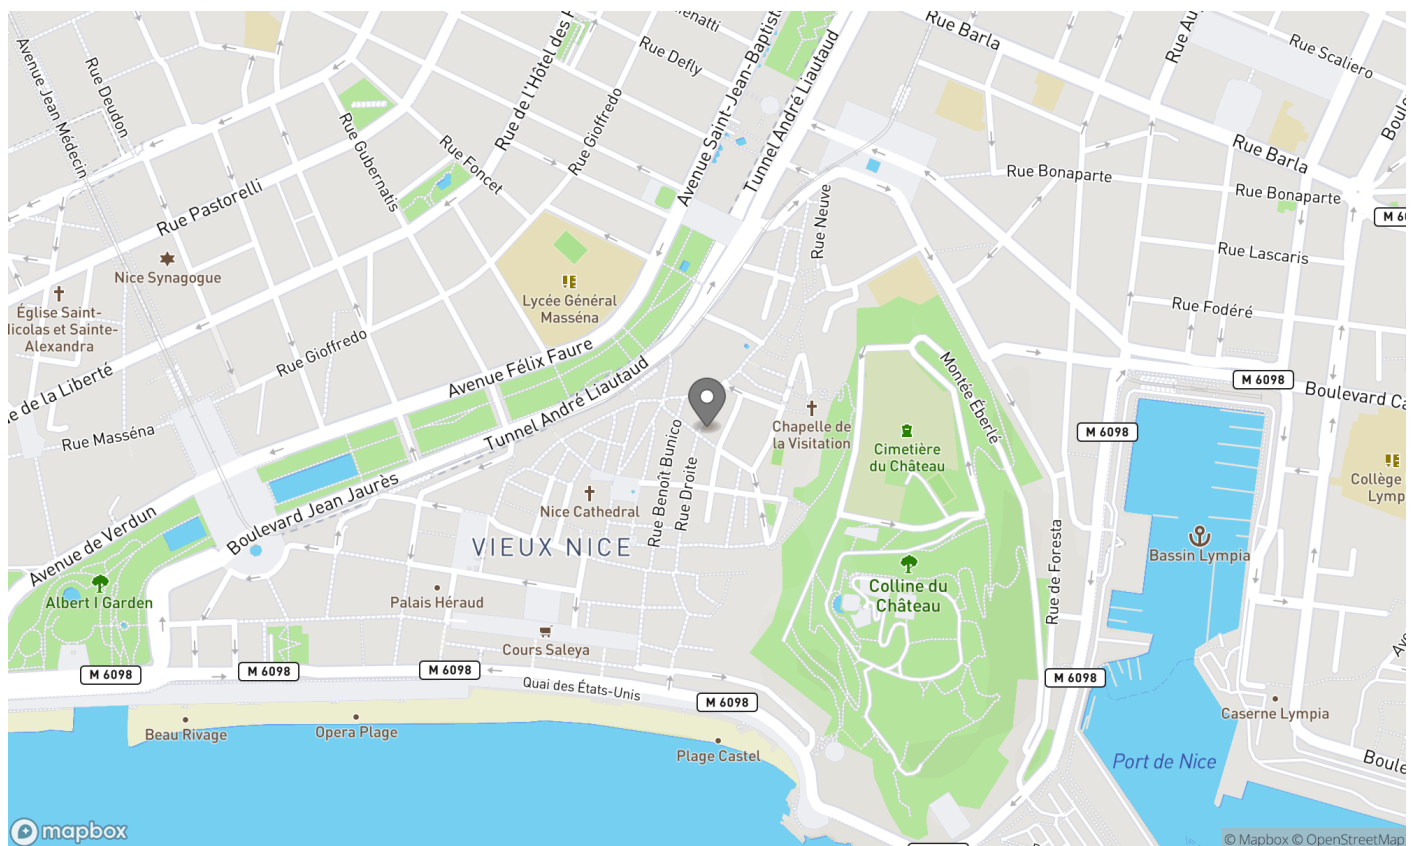 Rue Barla
Rue Scaliero
Rue Defly
Avenue Jean Médecin
Rue Deudon
Rue de l'Hôtel des
Avenue Saint-Jean-Baptiste
Tunnel André Liautaud
Rue Gioffredo
Rue Gubernatis
Rue Foncet
Rue Barla
Rue Bonaparte
Rue Bonaparte
Rue Pastorelli
Rue Neuve
Rue Lascaris
Nice Synagogue
Église Saint-
Nicolas et Sainte-
Alexandra
Lycée Général
Masséna
Rue Fodéré
Rue Gioffredo
Avenue Félix Faure
Tunnel André Liautaud
de la Liberté
Montée Éberlé
M 6098
Boulevard
Rue Masséna
M 6098
Chapelle de
la Visitation
Cimetière
du Château
Rue Benoît Bunico
Rue Droite
Nice Cathedral
Collège
Boulevard Jean Jaurès
Avenue de Verdun
VIEUX NICE
Bassin Lympia
Rue de Foresta
Colline du
Château
Albert I Garden
Palais Héraud
Cours Saleya
M 6098
M 6098
M 6098
M 6098
M 6098
Quai des États-Unis
Beau Rivage
Opera Plage
Plage Castel
Caserne Lympia
Port de Nice
mapbox
© Mapbox © OpenStreetMap